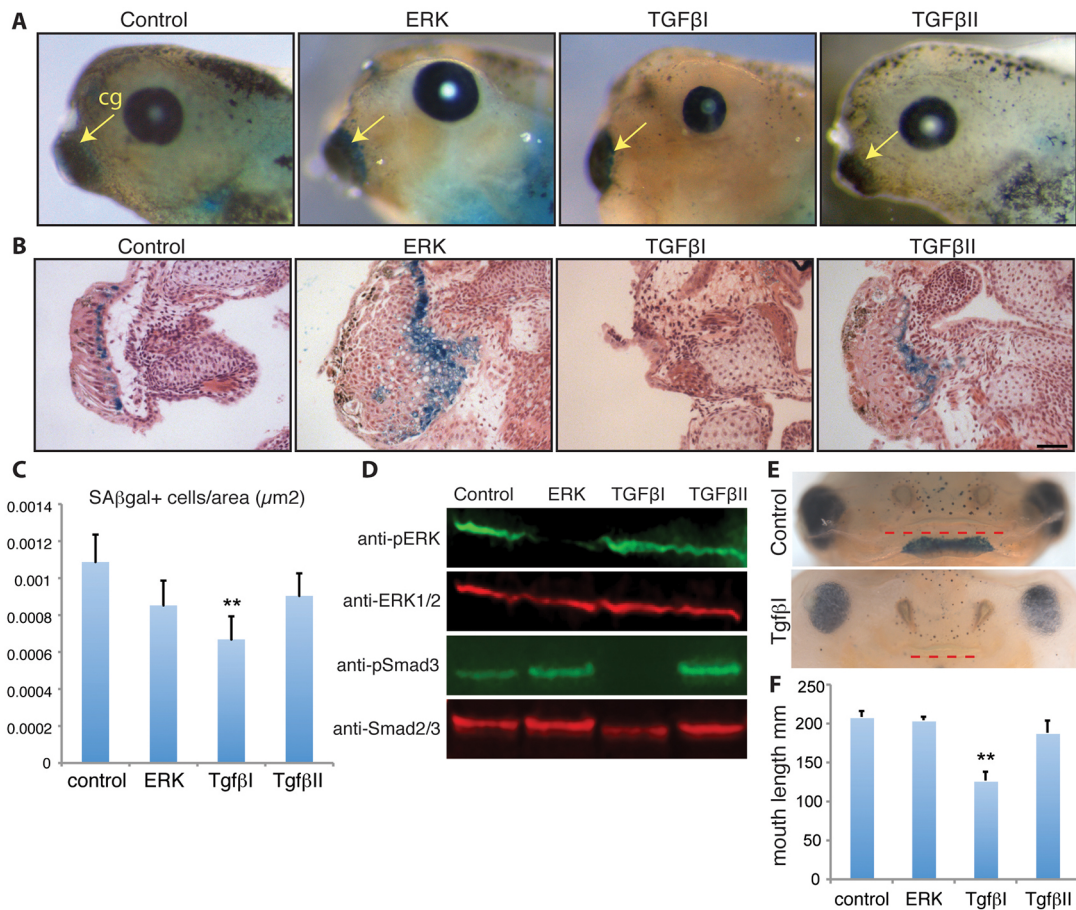 A Control ERK TGFβI TGFβII
cg
B Control ERK TGFβI TGFβII
C
SAβgal+ cells/area (µm2)
0.0014
0.0012
0.001
0.0008
0.0006
0.0004
0.0002
0
**
control ERK TgfβI TgfβII
D
Control ERK TGFβI TGFβII
anti-pERK
anti-ERK1/2
anti-pSmad3
anti-Smad2/3
E
Control
TgfβI
F
mouth length mm
250
200
150
100
50
0
**
control ERK TgfβI TgfβII